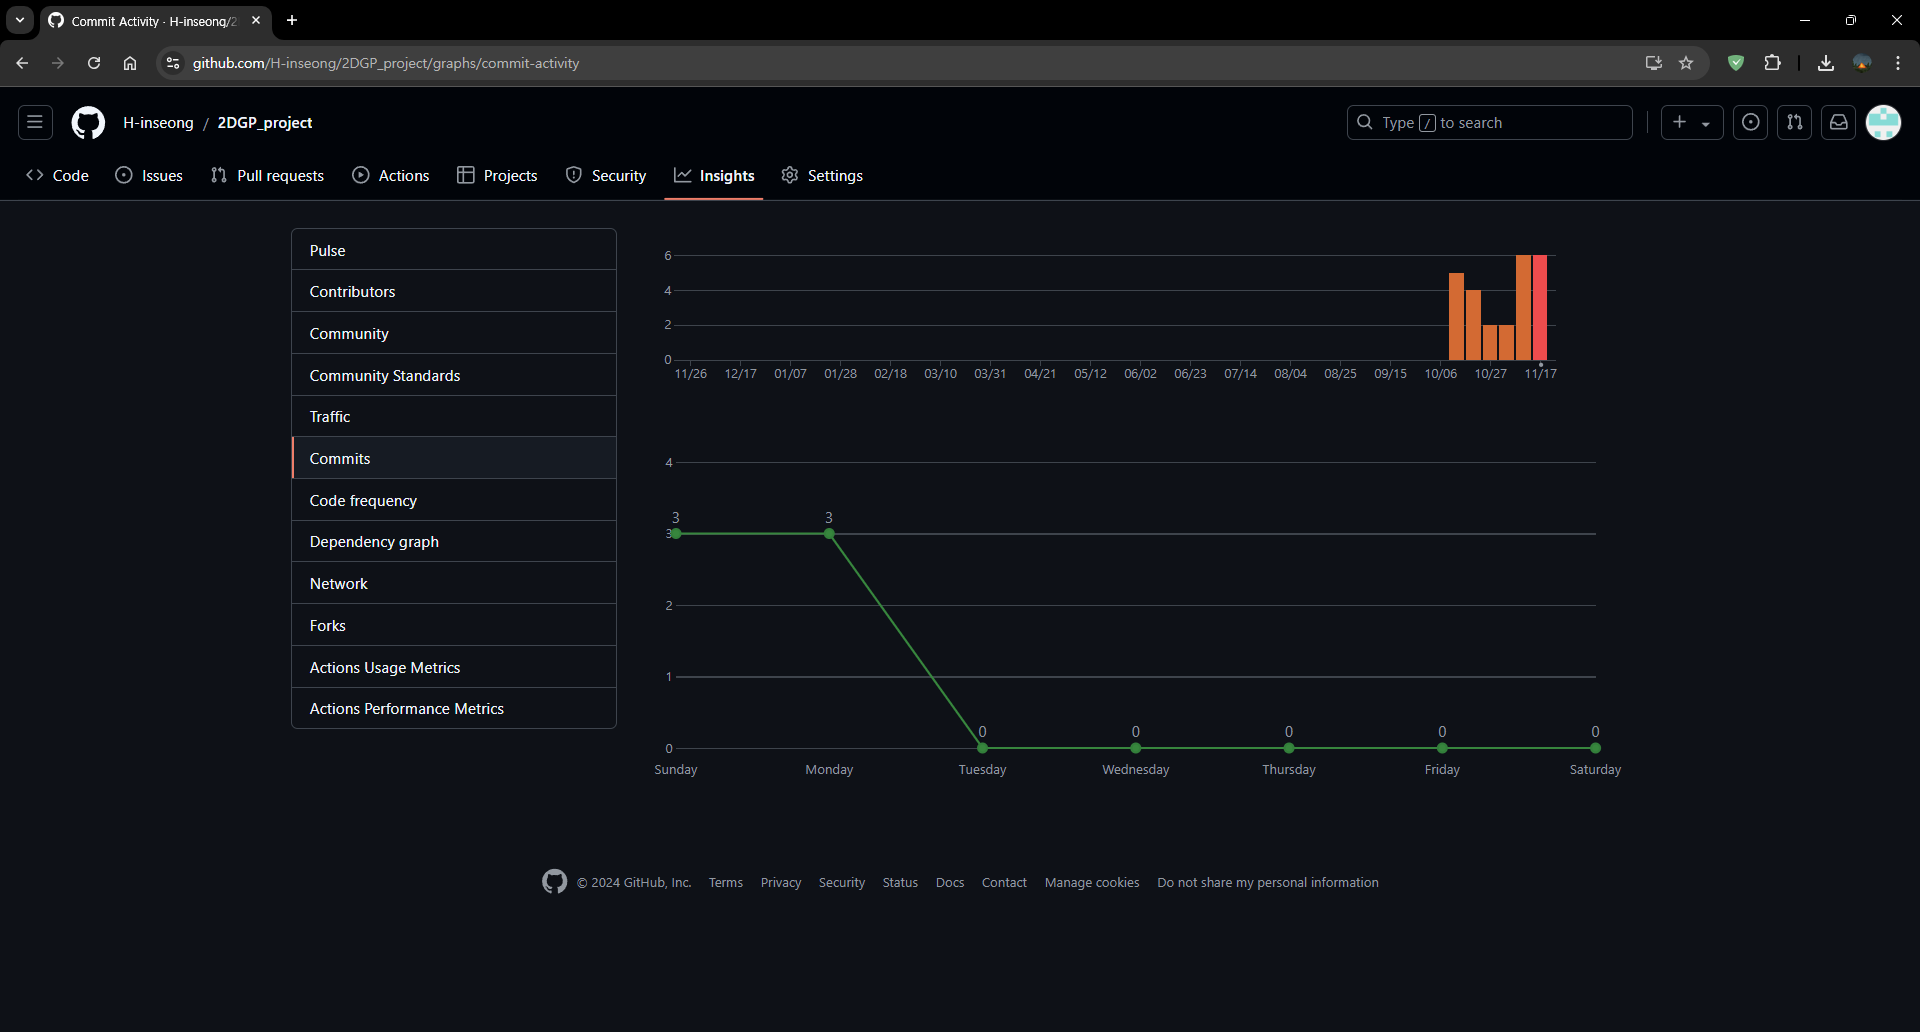 Commit Activity · H-inseong/2
github.com/H-inseong/2DGP_project/graphs/commit-activity
H-inseong / 2DGP_project
Type / to search
Code Issues Pull requests Actions Projects Security Insights Settings
Pulse
Contributors
Community
Community Standards
Traffic
Commits
Code frequency
Dependency graph
Network
Forks
Actions Usage Metrics
Actions Performance Metrics
6
4
2
0
11/26 12/17 01/07 01/28 02/18 03/10 03/31 04/21 05/12 06/02 06/23 07/14 08/04 08/25 09/15 10/06 10/27 11/17
4
3 3
3
2
1
0 0 0 0 0
0
Sunday Monday Tuesday Wednesday Thursday Friday Saturday
© 2024 GitHub, Inc. Terms Privacy Security Status Docs Contact Manage cookies Do not share my personal information